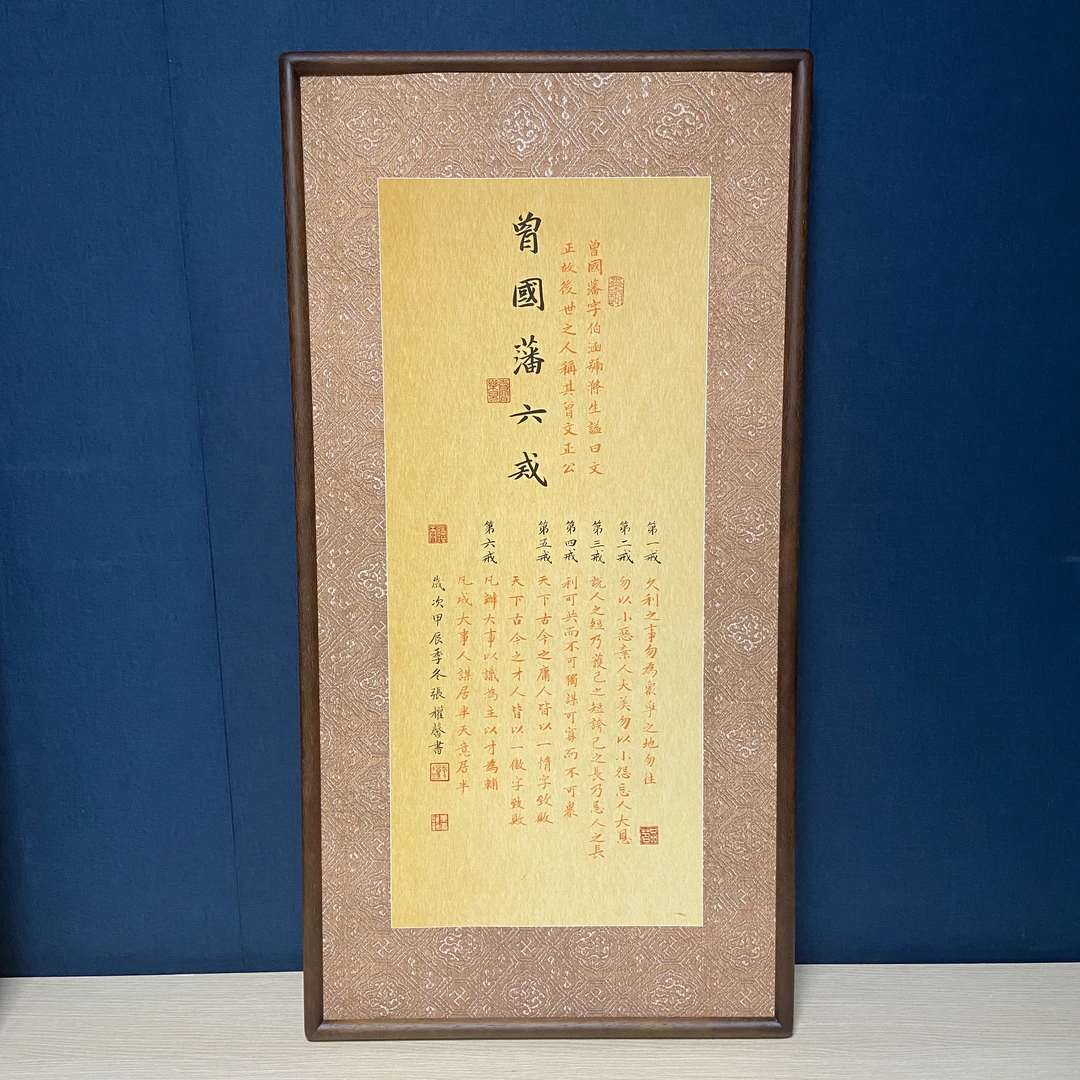 曾國藩字伯涵號滌生謚曰文
正故後世之人稱其曾文正公
曾國藩六戒
第一戒 久利之事勿為衆爭之地勿往
第二戒 勿以小惡棄人大美勿以小怨忘人大恩
第三戒 說人之短乃護己之短誇己之長乃忌人之長
第四戒 利可共而不可獨謀可寡而不可衆
第五戒 天下古今之庸人皆以一惰字致敗
天下古今之才人皆以一傲字致敗
第六戒 凡辦大事以識為主以才為輔
凡成大事人謀居半天意居半
歲次甲辰季冬張權馨書